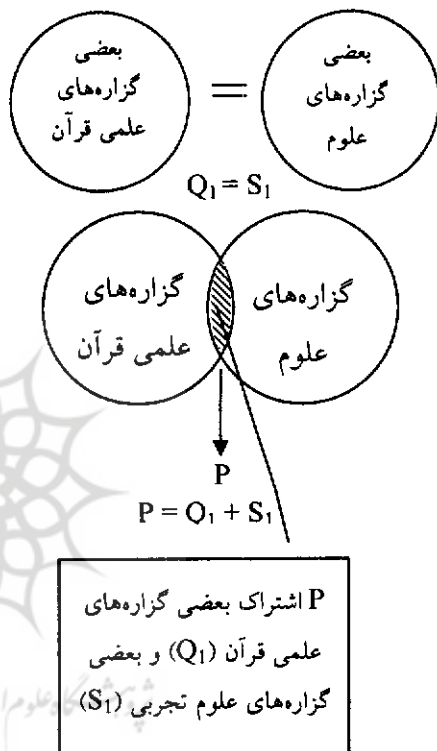 بعضی
گزاره‌های
علمی قرآن
=
بعضی
گزاره‌های
علوم
Q₁ = S₁
گزاره‌های
علمی قرآن
گزاره‌های
علوم
P
P = Q₁ + S₁
P اشتراک بعضی گزاره‌های
علمی قرآن (Q₁) و بعضی
گزاره‌های علوم تجربی (S₁)